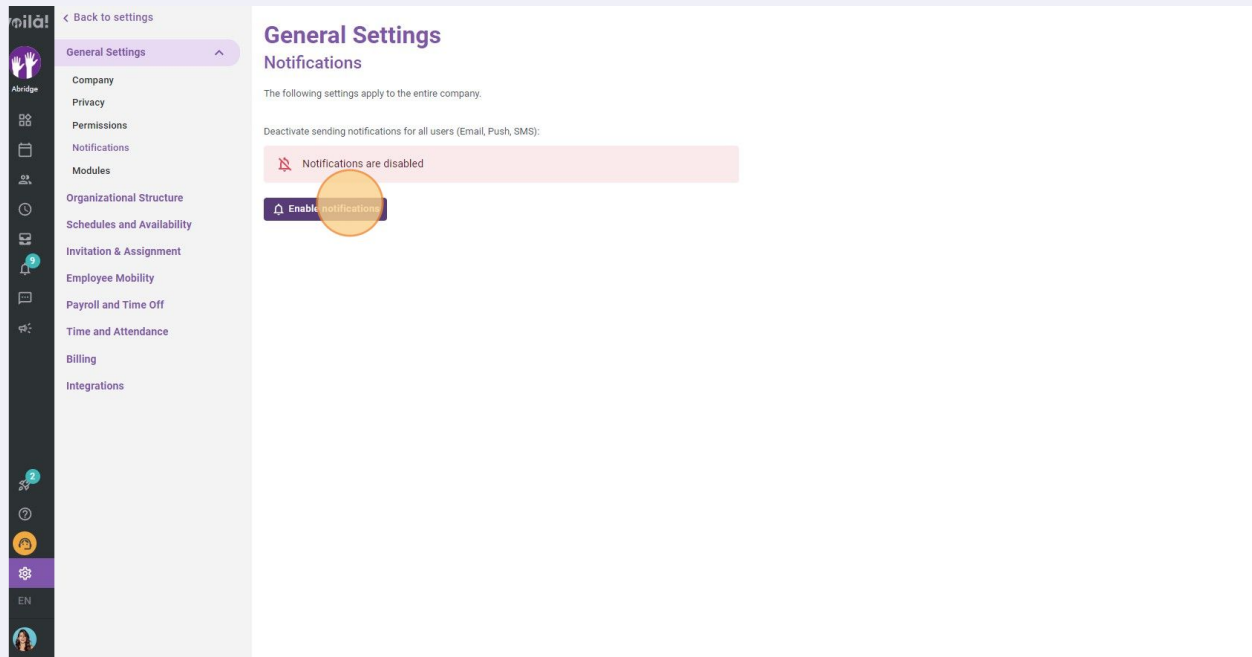 voilà!
Abridge
9
2
EN
< Back to settings
General Settings
Company
Privacy
Permissions
Notifications
Modules
Organizational Structure
Schedules and Availability
Invitation & Assignment
Employee Mobility
Payroll and Time Off
Time and Attendance
Billing
Integrations
General Settings
Notifications
The following settings apply to the entire company.
Deactivate sending notifications for all users (Email, Push, SMS):
Notifications are disabled
Enable notifications